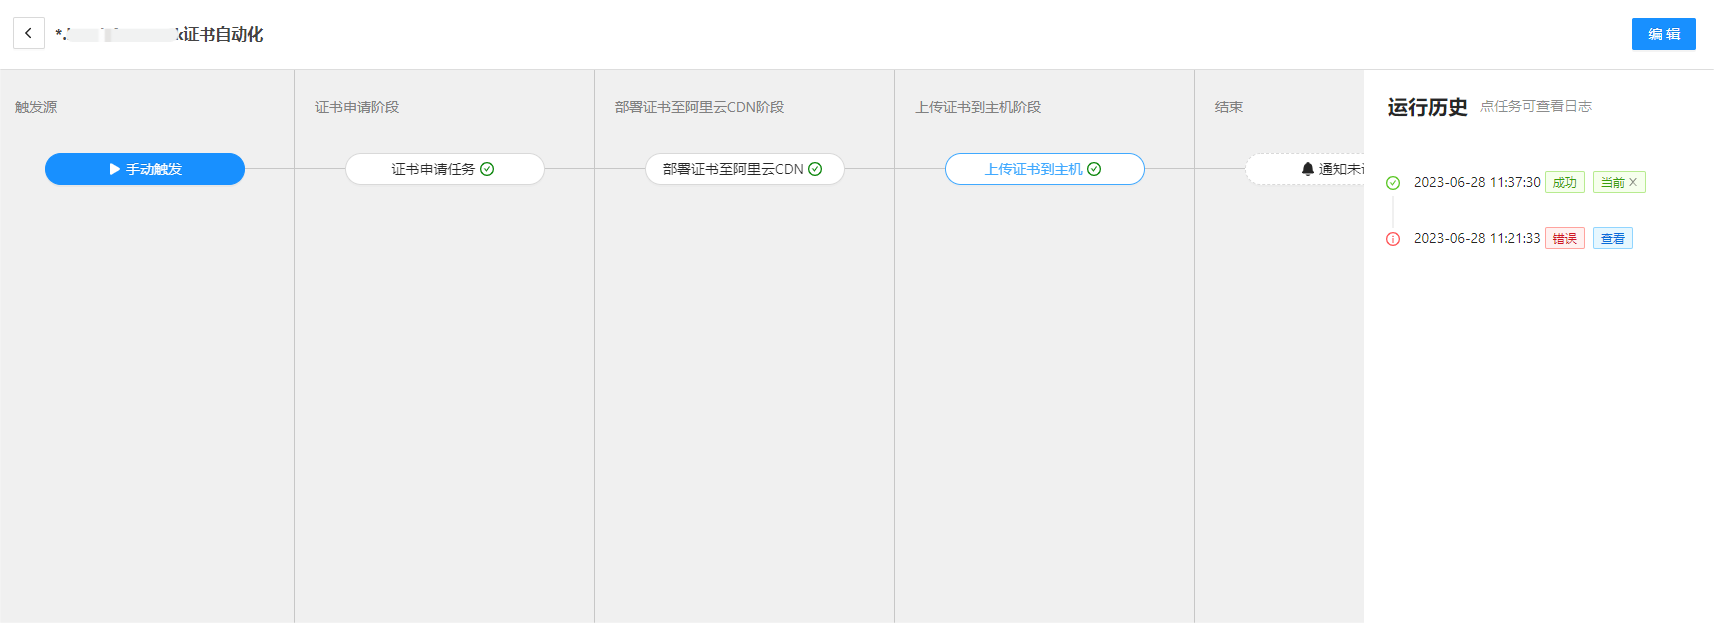 *.证书自动化
编 辑
触发源
证书申请阶段
部署证书至阿里云CDN阶段
上传证书到主机阶段
结束
手动触发
证书申请任务
部署证书至阿里云CDN
上传证书到主机
通知未
运行历史 点任务可查看日志
2023-06-28 11:37:30 成功 当前 X
2023-06-28 11:21:33 错误 查看